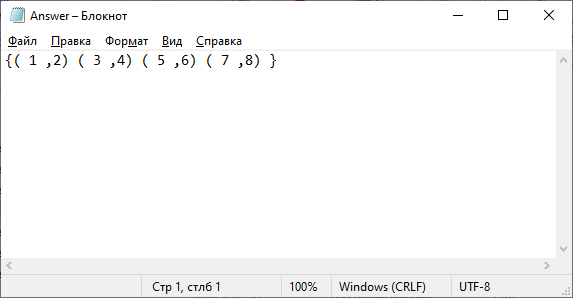 Answer – Блокнот
Файл Правка Формат Вид Справка
{( 1 ,2) ( 3 ,4) ( 5 ,6) ( 7 ,8) }
Стр 1, стлб 1 100% Windows (CRLF) UTF-8